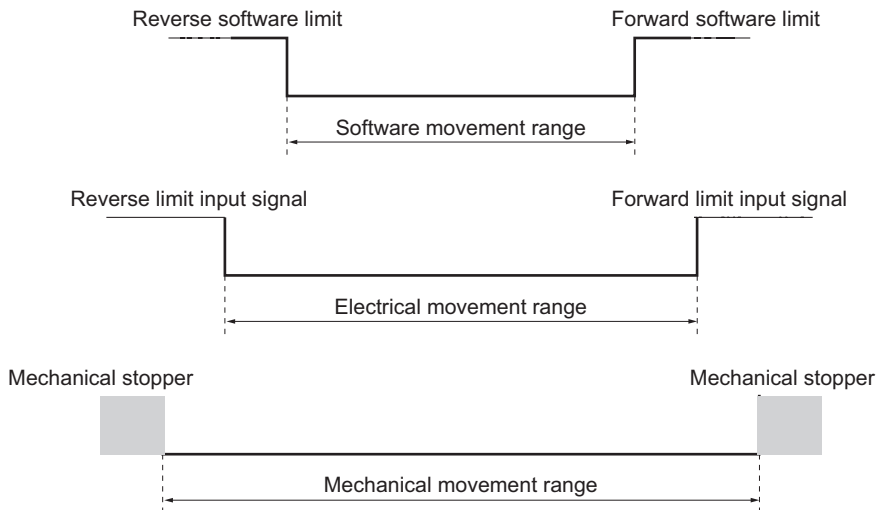 Reverse software limit
Forward software limit
Software movement range
Reverse limit input signal
Forward limit input signal
Electrical movement range
Mechanical stopper
Mechanical stopper
Mechanical movement range